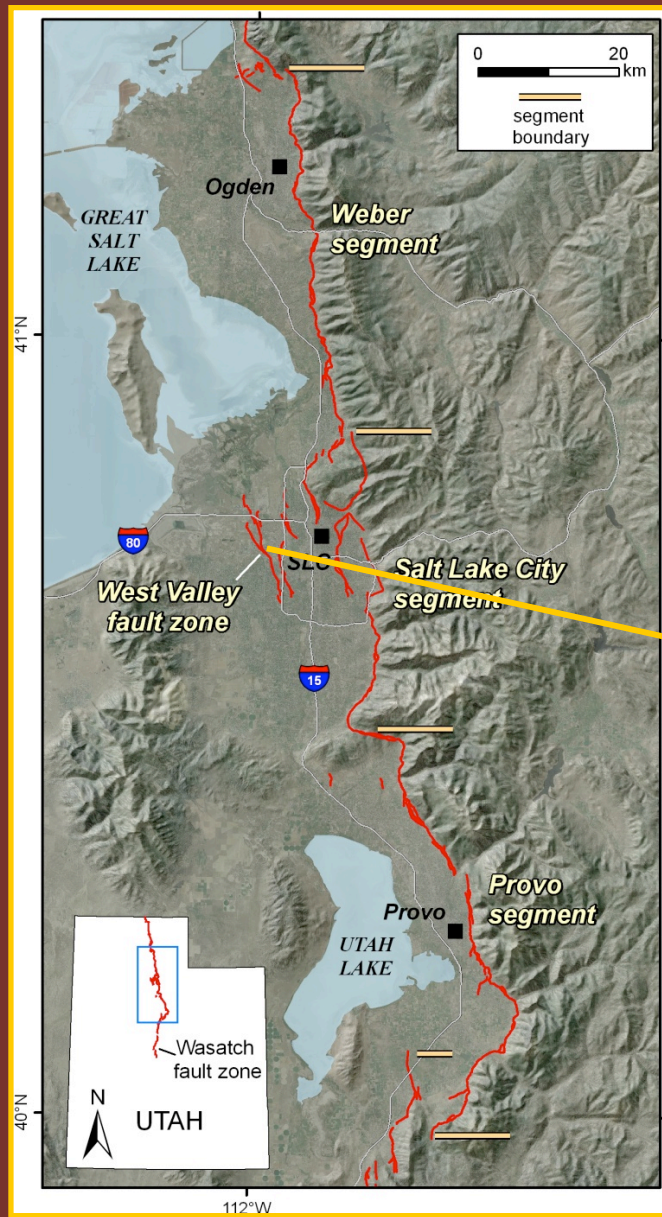 0 20
km
segment
boundary
Ogden
GREAT
SALT
LAKE
Weber
segment
41°N
80
SLC
West Valley
fault zone
Salt Lake City
segment
15
Provo
segment
Provo
UTAH
LAKE
Wasatch
fault zone
N
UTAH
40°N
112°W